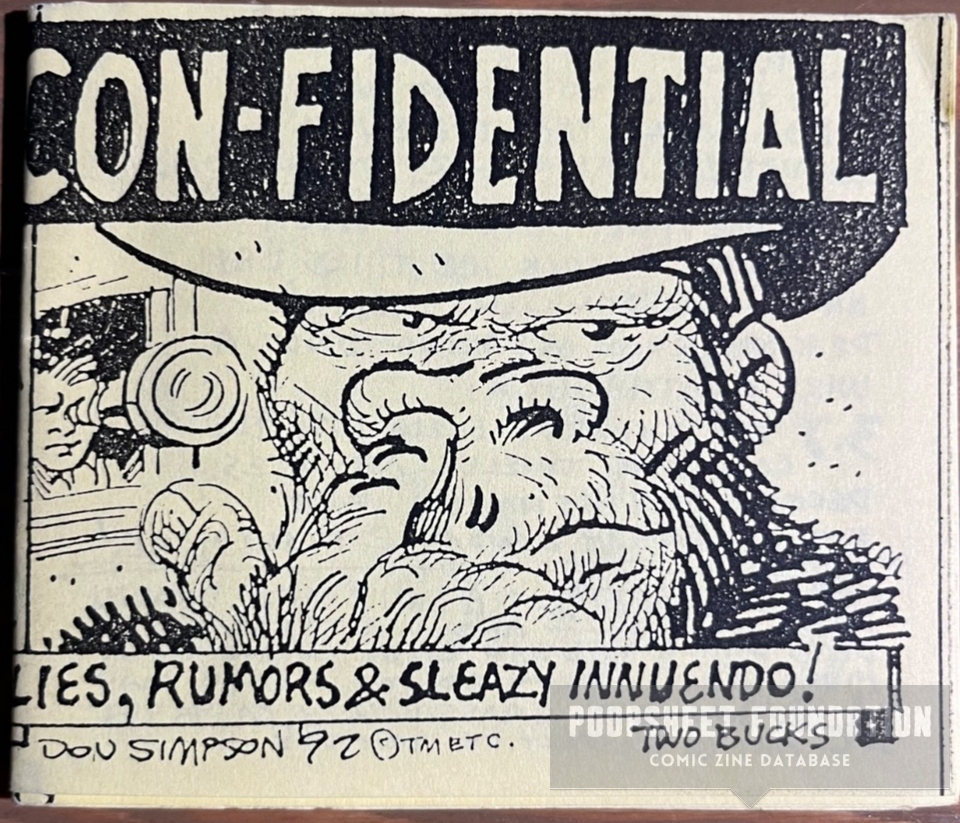 CON-FIDENTIAL
LIES, RUMORS & SLEAZY INNUENDO!
DON SIMPSON '92 ©TM ETC.
TWO BUCKS
POOPSHEET FOUNDATION
COMIC ZINE DATABASE